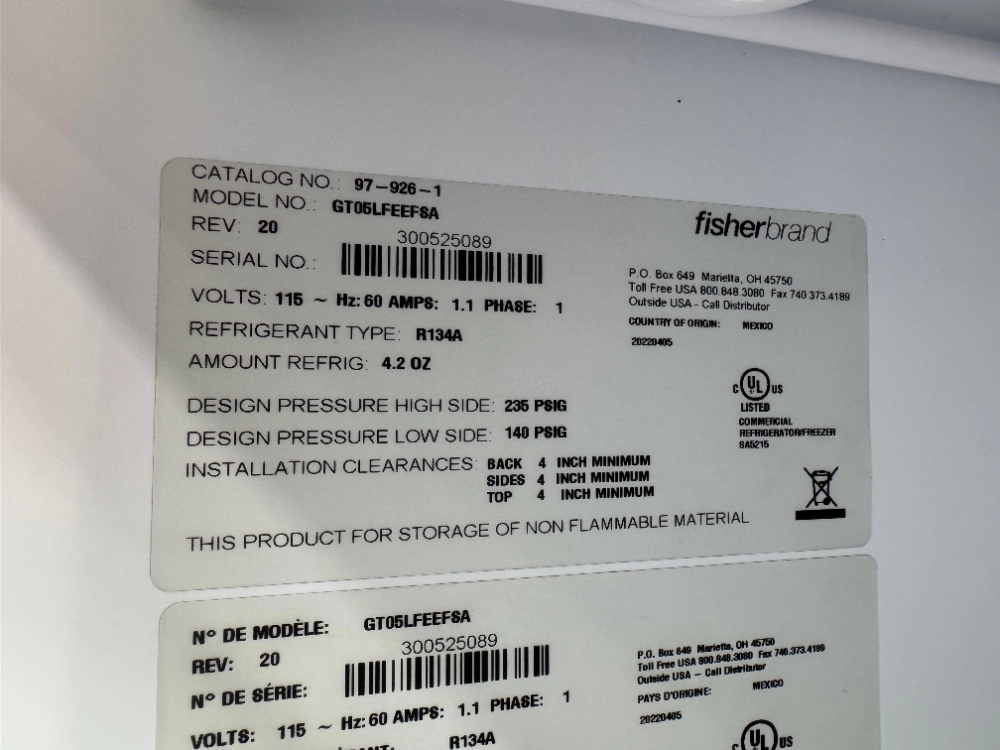 CATALOG NO.: 97-926-1
MODEL NO.: GT05LFEEFSA
REV: 20
300525089
SERIAL NO.:
VOLTS: 115 ~ Hz: 60 AMPS: 1.1 PHASE: 1
REFRIGERANT TYPE: R134A
AMOUNT REFRIG: 4.2 OZ
DESIGN PRESSURE HIGH SIDE: 235 PSIG
DESIGN PRESSURE LOW SIDE: 140 PSIG
INSTALLATION CLEARANCES: BACK 4 INCH MINIMUM
SIDES 4 INCH MINIMUM
TOP 4 INCH MINIMUM
THIS PRODUCT FOR STORAGE OF NON FLAMMABLE MATERIAL
fisherbrand
P.O. Box 649 Marietta, OH 45750
Toll Free USA 800.848.3080 Fax 740.373.4189
Outside USA - Call Distributor
COUNTRY OF ORIGIN: MEXICO
20220405
C UL US
LISTED
COMMERCIAL
REFRIGERATOR/FREEZER
SA5215
N° DE MODÈLE: GT05LFEEFSA
REV: 20
300525089
N° DE SÉRIE:
VOLTS: 115 ~ Hz: 60 AMPS: 1.1 PHASE: 1
R134A
P.O. Box 649 Marietta, OH 45750
Toll Free USA 800.848.3080 Fax 740.373.4189
Outside USA - Call Distributor
PAYS D'ORIGINE: MEXICO
20220405
C UL US